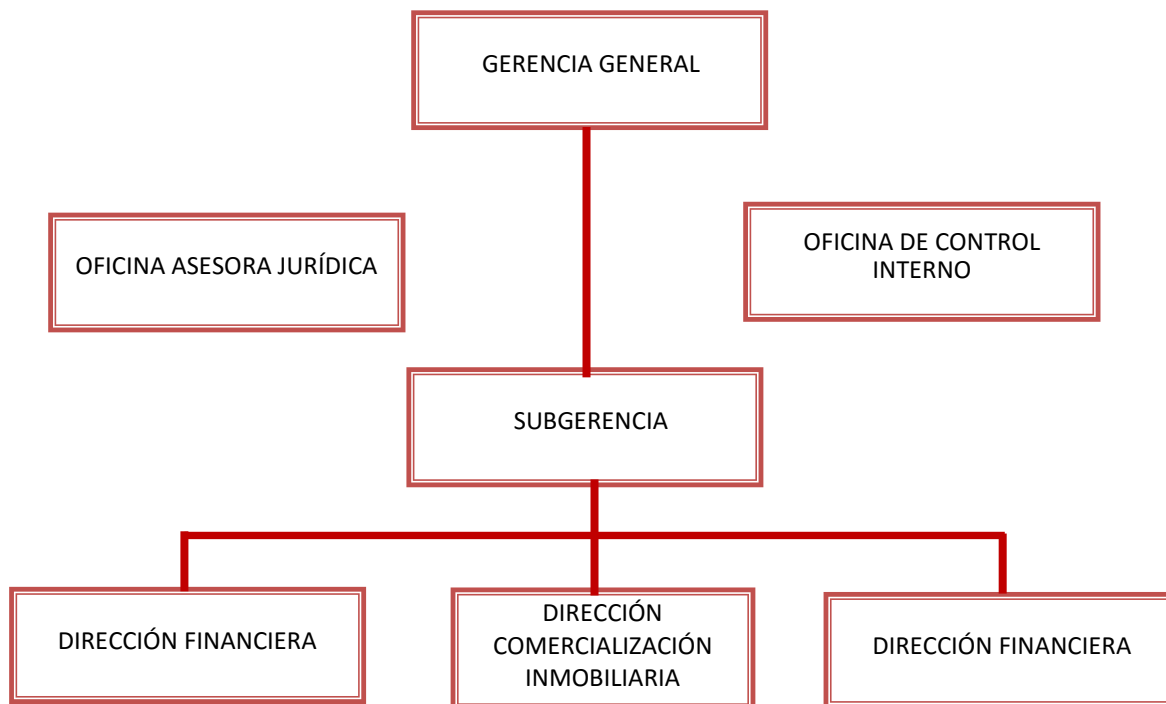 GERENCIA GENERAL
OFICINA ASESORA JURÍDICA
OFICINA DE CONTROL
INTERNO
SUBGERENCIA
DIRECCIÓN FINANCIERA
DIRECCIÓN
COMERCIALIZACIÓN
INMOBILIARIA
DIRECCIÓN FINANCIERA